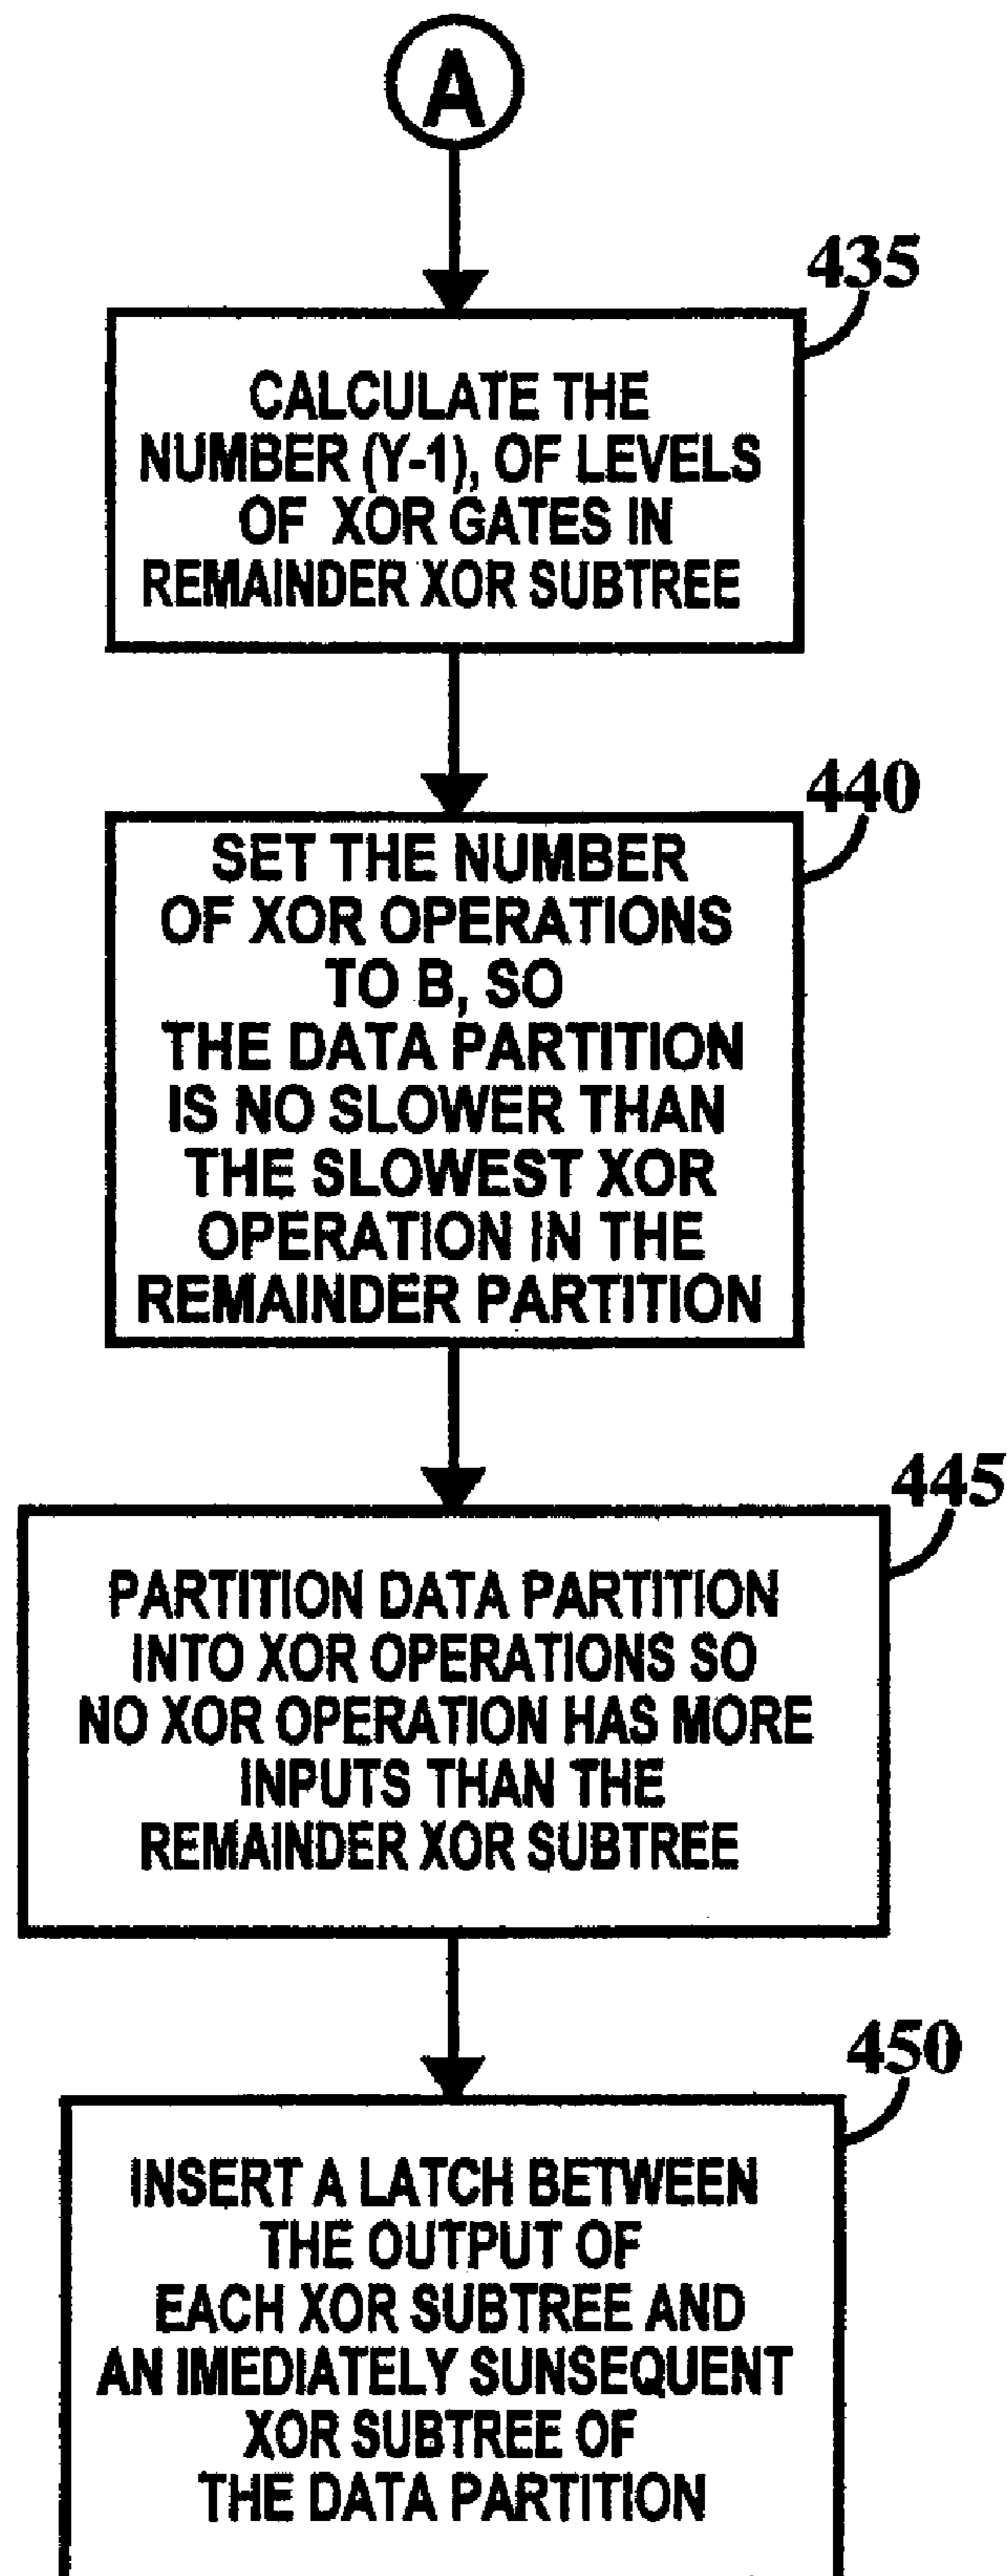 A
435
CALCULATE THE
NUMBER (Y-1), OF LEVELS
OF XOR GATES IN
REMAINDER XOR SUBTREE
440
SET THE NUMBER
OF XOR OPERATIONS
TO B, SO
THE DATA PARTITION
IS NO SLOWER THAN
THE SLOWEST XOR
OPERATION IN THE
REMAINDER PARTITION
445
PARTITION DATA PARTITION
INTO XOR OPERATIONS SO
NO XOR OPERATION HAS MORE
INPUTS THAN THE
REMAINDER XOR SUBTREE
450
INSERT A LATCH BETWEEN
THE OUTPUT OF
EACH XOR SUBTREE AND
AN IMEDIATELY SUNSEQUENT
XOR SUBTREE OF
THE DATA PARTITION